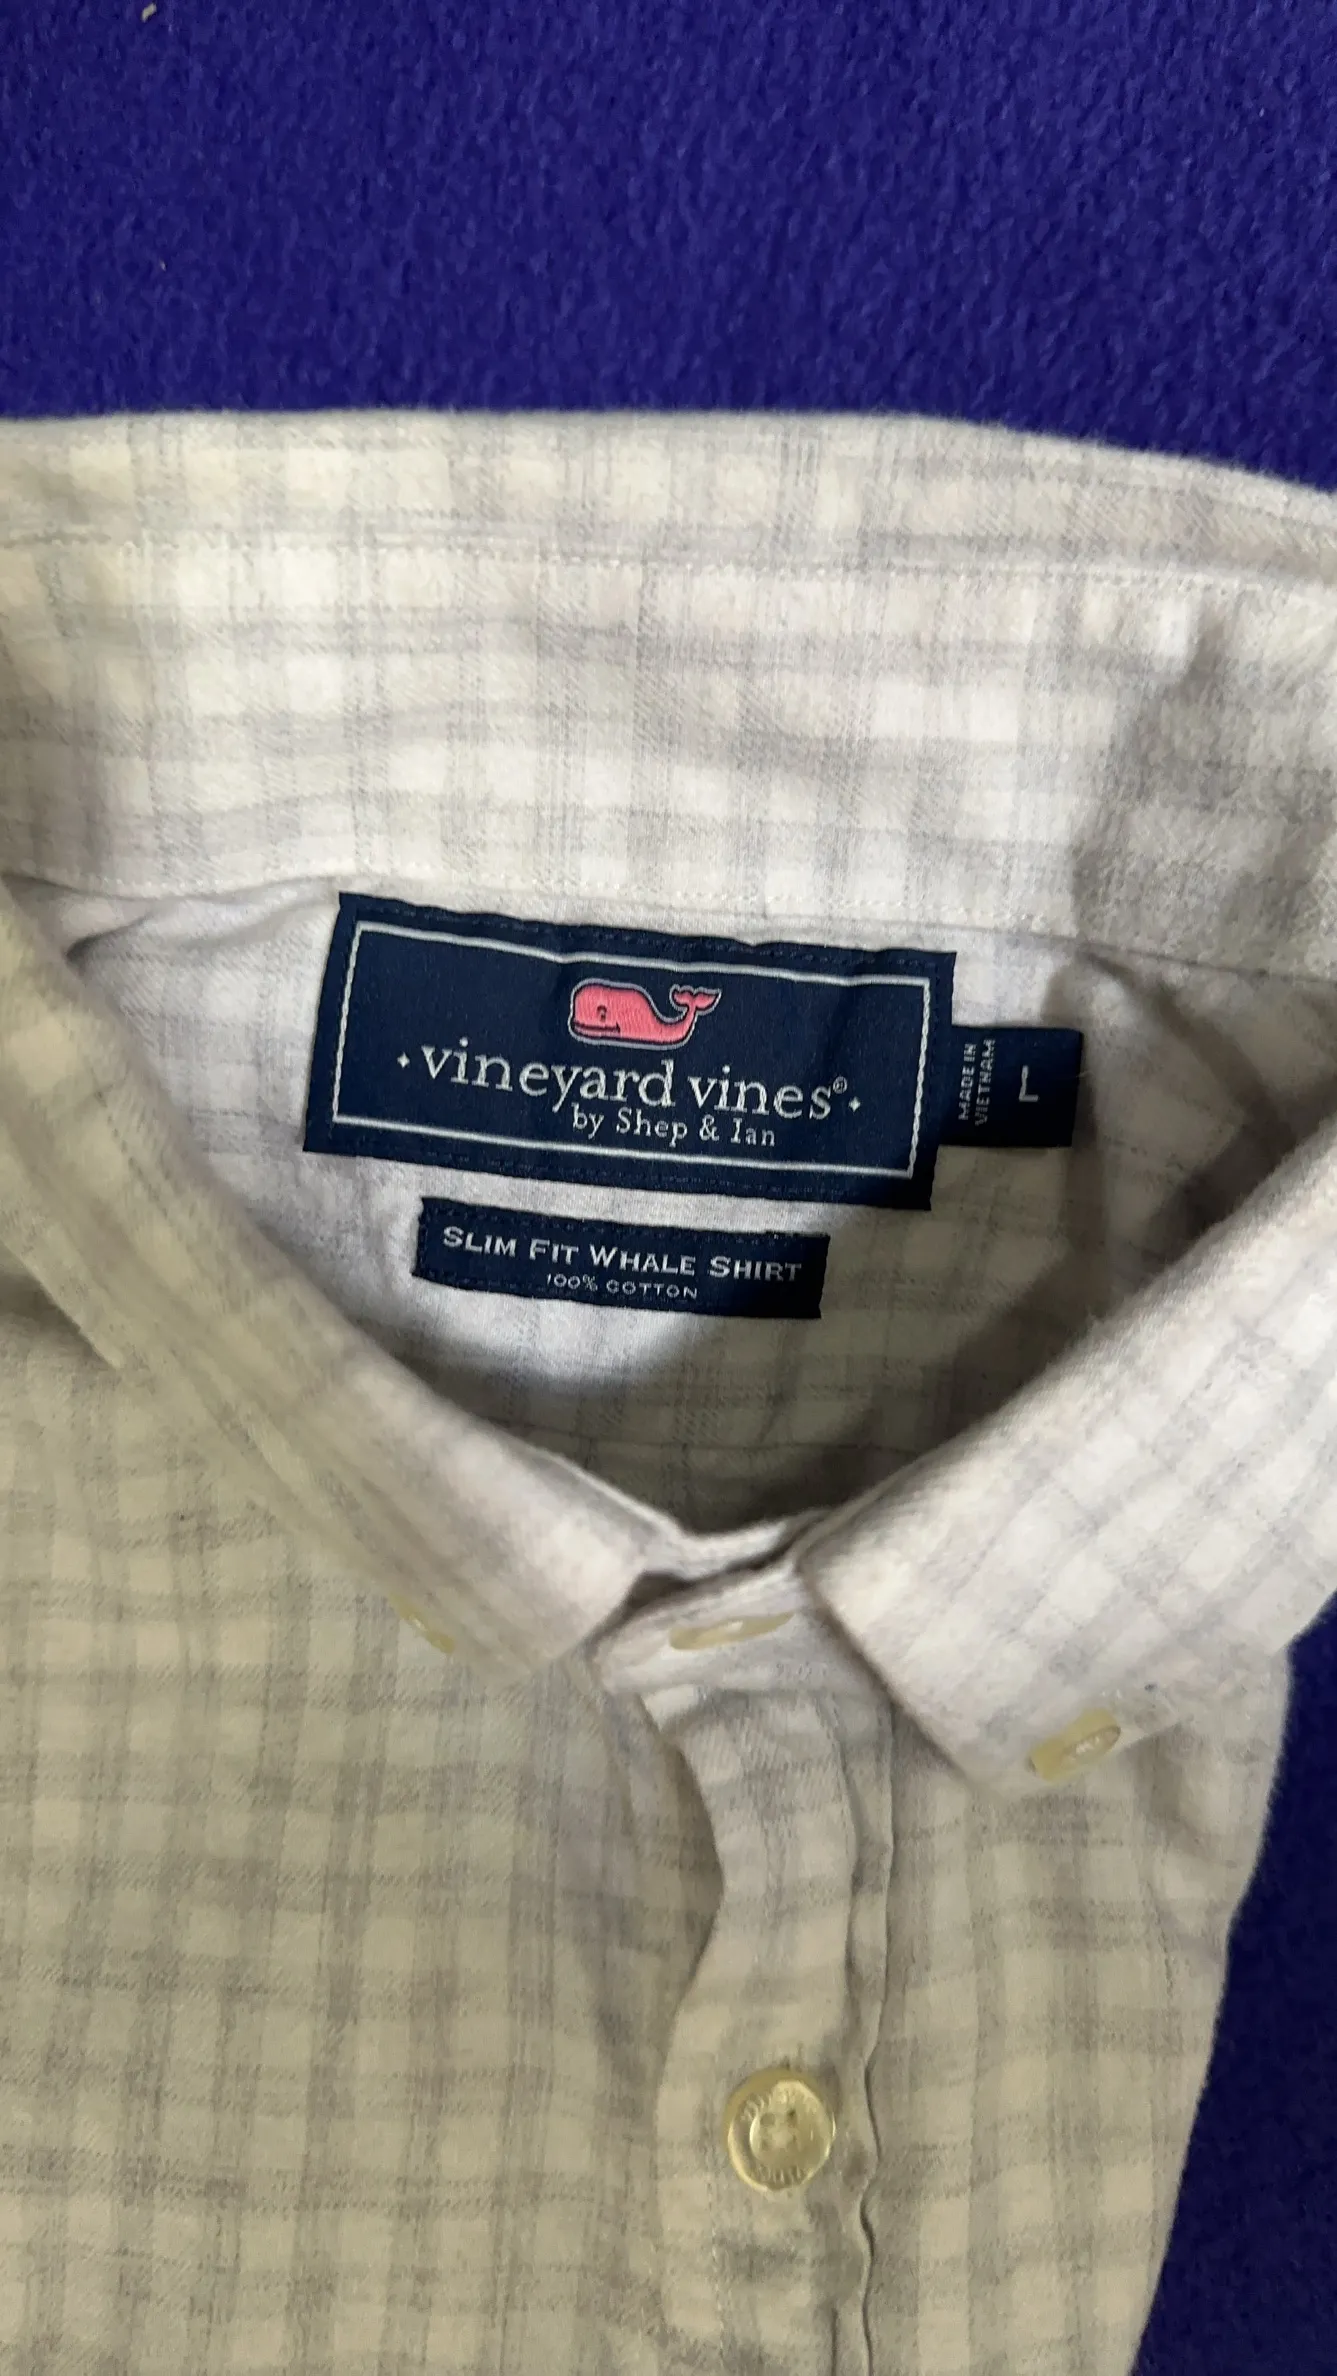 vineyard vines®
by Shep & Ian
MADE IN
VIETNAM
L
SLIM FIT WHALE SHIRT
100% COTTON